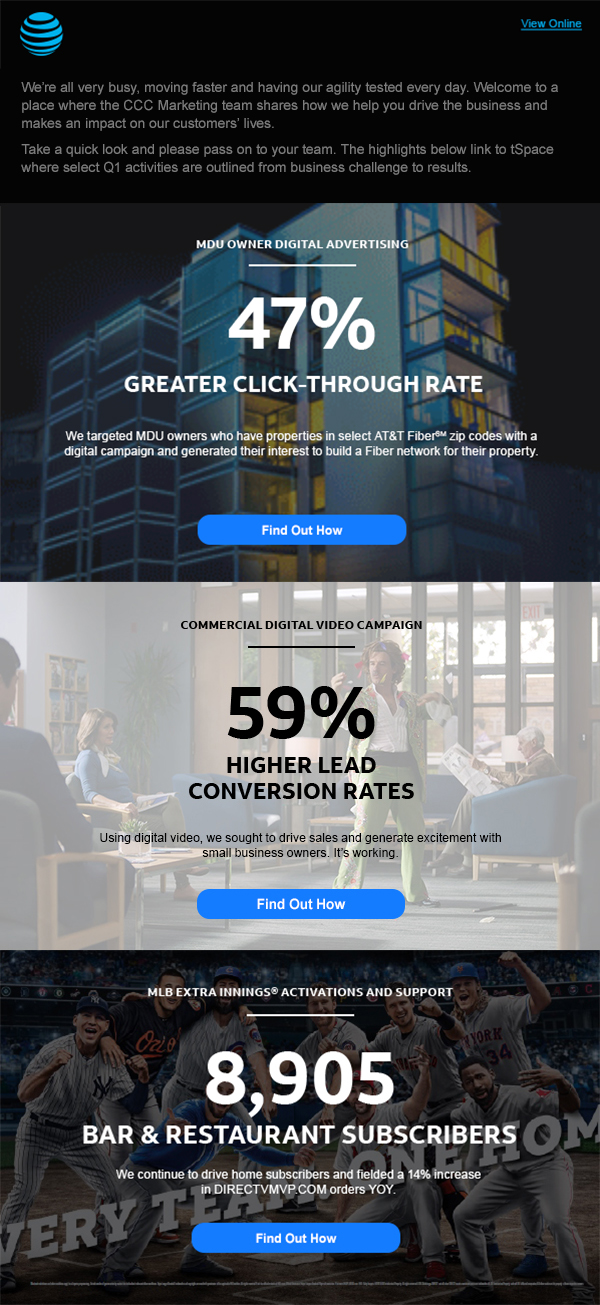 View Online
We're all very busy, moving faster and having our agility tested every day. Welcome to a
place where the CCC Marketing team shares how we help you drive the business and
makes an impact on our customers' lives.
Take a quick look and please pass on to your team. The highlights below link to tSpace
where select Q1 activities are outlined from business challenge to results.
MDU OWNER DIGITAL ADVERTISING
47%
GREATER CLICK-THROUGH RATE
We targeted MDU owners who have properties in select AT&T Fiber℠ zip codes with a
digital campaign and generated their interest to build a Fiber network for their property.
Find Out How
EXIT
COMMERCIAL DIGITAL VIDEO CAMPAIGN
59%
HIGHER LEAD
CONVERSION RATES
Using digital video, we sought to drive sales and generate excitement with
small business owners. It's working.
Find Out How
MLB EXTRA INNINGS® ACTIVATIONS AND SUPPORT
Orioles
YORK
34
8,905
BAR & RESTAURANT SUBSCRIBERS
We continue to drive home subscribers and fielded a 14% increase
in DIRECTVMVP.COM orders YOY.
VERY TEAM ONE HOM
Find Out How